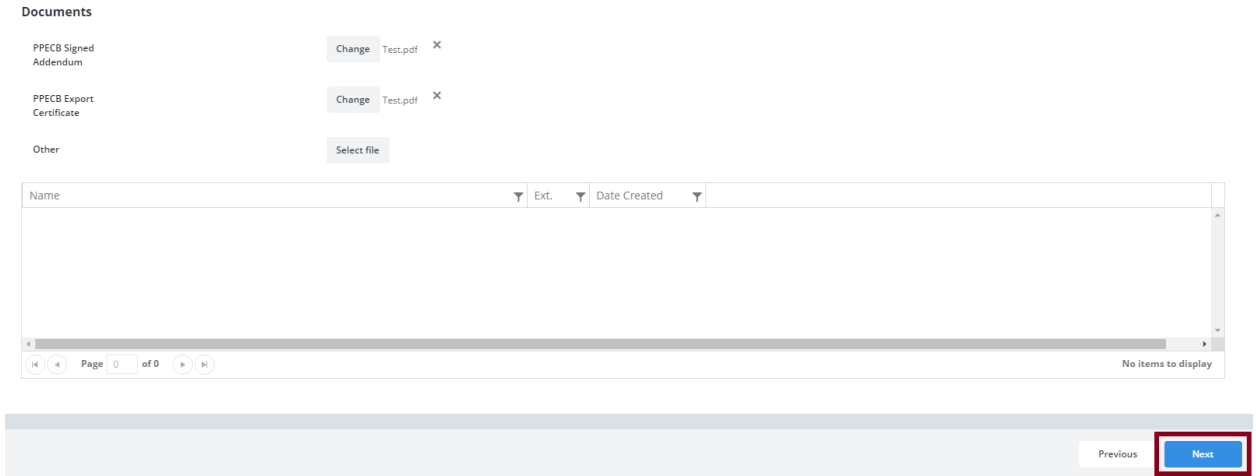 Documents
PPECB Signed
Addendum
Change Test.pdf
PPECB Export
Certificate
Change Test.pdf
Other
Select file
Name Ext. Date Created
Page 0 of 0 No items to display
Previous Next